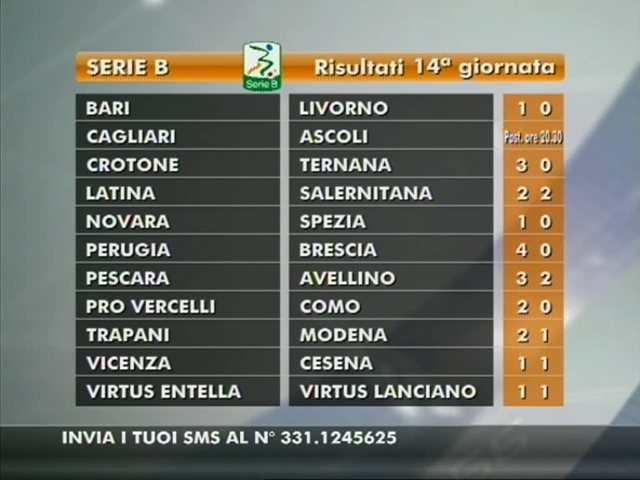 SERIE B Serie B Risultati 14ª giornata
BARI LIVORNO 1 0
CAGLIARI ASCOLI Post. ore 20.30
CROTONE TERNANA 3 0
LATINA SALERNITANA 2 2
NOVARA SPEZIA 1 0
PERUGIA BRESCIA 4 0
PESCARA AVELLINO 3 2
PRO VERCELLI COMO 2 0
TRAPANI MODENA 2 1
VICENZA CESENA 1 1
VIRTUS ENTELLA VIRTUS LANCIANO 1 1
INVIA I TUOI SMS AL N° 331.1245625